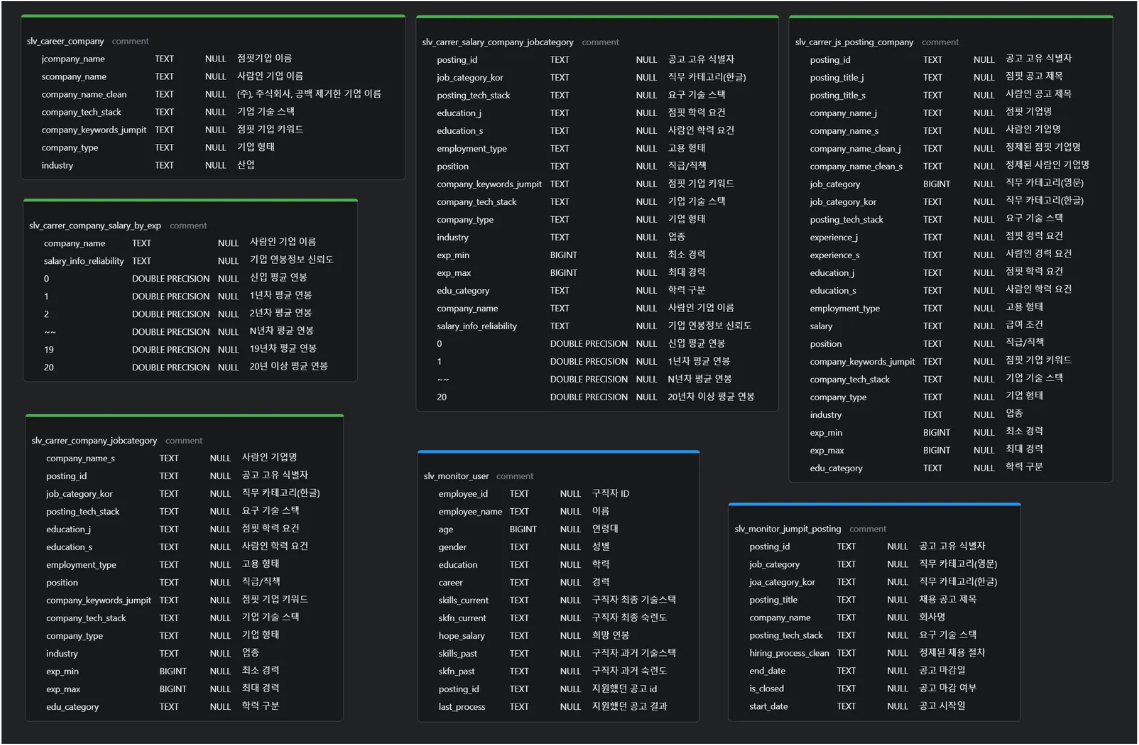 slv_career_company comment
jcompany_name TEXT NULL 점핏기업 이름
scompany_name TEXT NULL 사람인 기업 이름
company_name_clean TEXT NULL (주), 주식회사, 공백 제거한 기업 이름
company_tech_stack TEXT NULL 기업 기술 스택
company_keywords_jumpit TEXT NULL 점핏 기업 키워드
company_type TEXT NULL 기업 형태
industry TEXT NULL 산업
slv_carrer_company_salary_by_exp comment
company_name TEXT NULL 사람인 기업 이름
salary_info_reliability TEXT NULL 기업 연봉정보 신뢰도
0 DOUBLE PRECISION NULL 신입 평균 연봉
1 DOUBLE PRECISION NULL 1년차 평균 연봉
2 DOUBLE PRECISION NULL 2년차 평균 연봉
~~ DOUBLE PRECISION NULL N년차 평균 연봉
19 DOUBLE PRECISION NULL 19년차 평균 연봉
20 DOUBLE PRECISION NULL 20년 이상 평균 연봉
slv_carrer_company_jobcategory comment
company_name_s TEXT NULL 사람인 기업명
posting_id TEXT NULL 공고 고유 식별자
job_category_kor TEXT NULL 직무 카테고리(한글)
posting_tech_stack TEXT NULL 요구 기술 스택
education_j TEXT NULL 점핏 학력 요건
education_s TEXT NULL 사람인 학력 요건
employment_type TEXT NULL 고용 형태
position TEXT NULL 직급/직책
company_keywords_jumpit TEXT NULL 점핏 기업 키워드
company_tech_stack TEXT NULL 기업 기술 스택
company_type TEXT NULL 기업 형태
industry TEXT NULL 업종
exp_min BIGINT NULL 최소 경력
exp_max BIGINT NULL 최대 경력
edu_category TEXT NULL 학력 구분
slv_carrer_salary_company_jobcategory comment
posting_id TEXT NULL 공고 고유 식별자
job_category_kor TEXT NULL 직무 카테고리(한글)
posting_tech_stack TEXT NULL 요구 기술 스택
education_j TEXT NULL 점핏 학력 요건
education_s TEXT NULL 사람인 학력 요건
employment_type TEXT NULL 고용 형태
position TEXT NULL 직급/직책
company_keywords_jumpit TEXT NULL 점핏 기업 키워드
company_tech_stack TEXT NULL 기업 기술 스택
company_type TEXT NULL 기업 형태
industry TEXT NULL 업종
exp_min BIGINT NULL 최소 경력
exp_max BIGINT NULL 최대 경력
edu_category TEXT NULL 학력 구분
company_name TEXT NULL 사람인 기업 이름
salary_info_reliability TEXT NULL 기업 연봉정보 신뢰도
0 DOUBLE PRECISION NULL 신입 평균 연봉
1 DOUBLE PRECISION NULL 1년차 평균 연봉
~~ DOUBLE PRECISION NULL N년차 평균 연봉
20 DOUBLE PRECISION NULL 20년차 이상 평균 연봉
slv_monitor_user comment
employee_id TEXT NULL 구직자 ID
employee_name TEXT NULL 이름
age BIGINT NULL 연령대
gender TEXT NULL 성별
education TEXT NULL 학력
career TEXT NULL 경력
skills_current TEXT NULL 구직자 최종 기술스택
skfn_current TEXT NULL 구직자 최종 숙련도
hope_salary TEXT NULL 희망 연봉
skills_past TEXT NULL 구직자 과거 기술스택
skfn_past TEXT NULL 구직자 과거 숙련도
posting_id TEXT NULL 지원했던 공고 id
last_process TEXT NULL 지원했던 공고 결과
slv_carrer_js_posting_company comment
posting_id TEXT NULL 공고 고유 식별자
posting_title_j TEXT NULL 점핏 공고 제목
posting_title_s TEXT NULL 사람인 공고 제목
company_name_j TEXT NULL 점핏 기업명
company_name_s TEXT NULL 사람인 기업명
company_name_clean_j TEXT NULL 정제된 점핏기업명
company_name_clean_s TEXT NULL 정제된 사람인 기업명
job_category BIGINT NULL 직무 카테고리(영문)
job_category_kor TEXT NULL 직무 카테고리(한글)
posting_tech_stack TEXT NULL 요구 기술 스택
experience_j TEXT NULL 점핏 경력 요건
experience_s TEXT NULL 사람인 경력 요건
education_j TEXT NULL 점핏 학력 요건
education_s TEXT NULL 사람인 학력 요건
employment_type TEXT NULL 고용 형태
salary TEXT NULL 급여 조건
position TEXT NULL 직급/직책
company_keywords_jumpit TEXT NULL 점핏 기업 키워드
company_tech_stack TEXT NULL 기업 기술 스택
company_type TEXT NULL 기업 형태
industry TEXT NULL 업종
exp_min BIGINT NULL 최소 경력
exp_max BIGINT NULL 최대 경력
edu_category TEXT NULL 학력 구분
slv_monitor_jumpit_posting comment
posting_id TEXT NULL 공고 고유 식별자
job_category TEXT NULL 직무 카테고리(영문)
joa_category_kor TEXT NULL 직무 카테고리(한글)
posting_title TEXT NULL 채용 공고 제목
company_name TEXT NULL 회사명
posting_tech_stack TEXT NULL 요구 기술 스택
hiring_process_clean TEXT NULL 정제된 채용 절차
end_date TEXT NULL 공고 마감일
is_closed TEXT NULL 공고 마감 여부
start_date TEXT NULL 공고 시작일